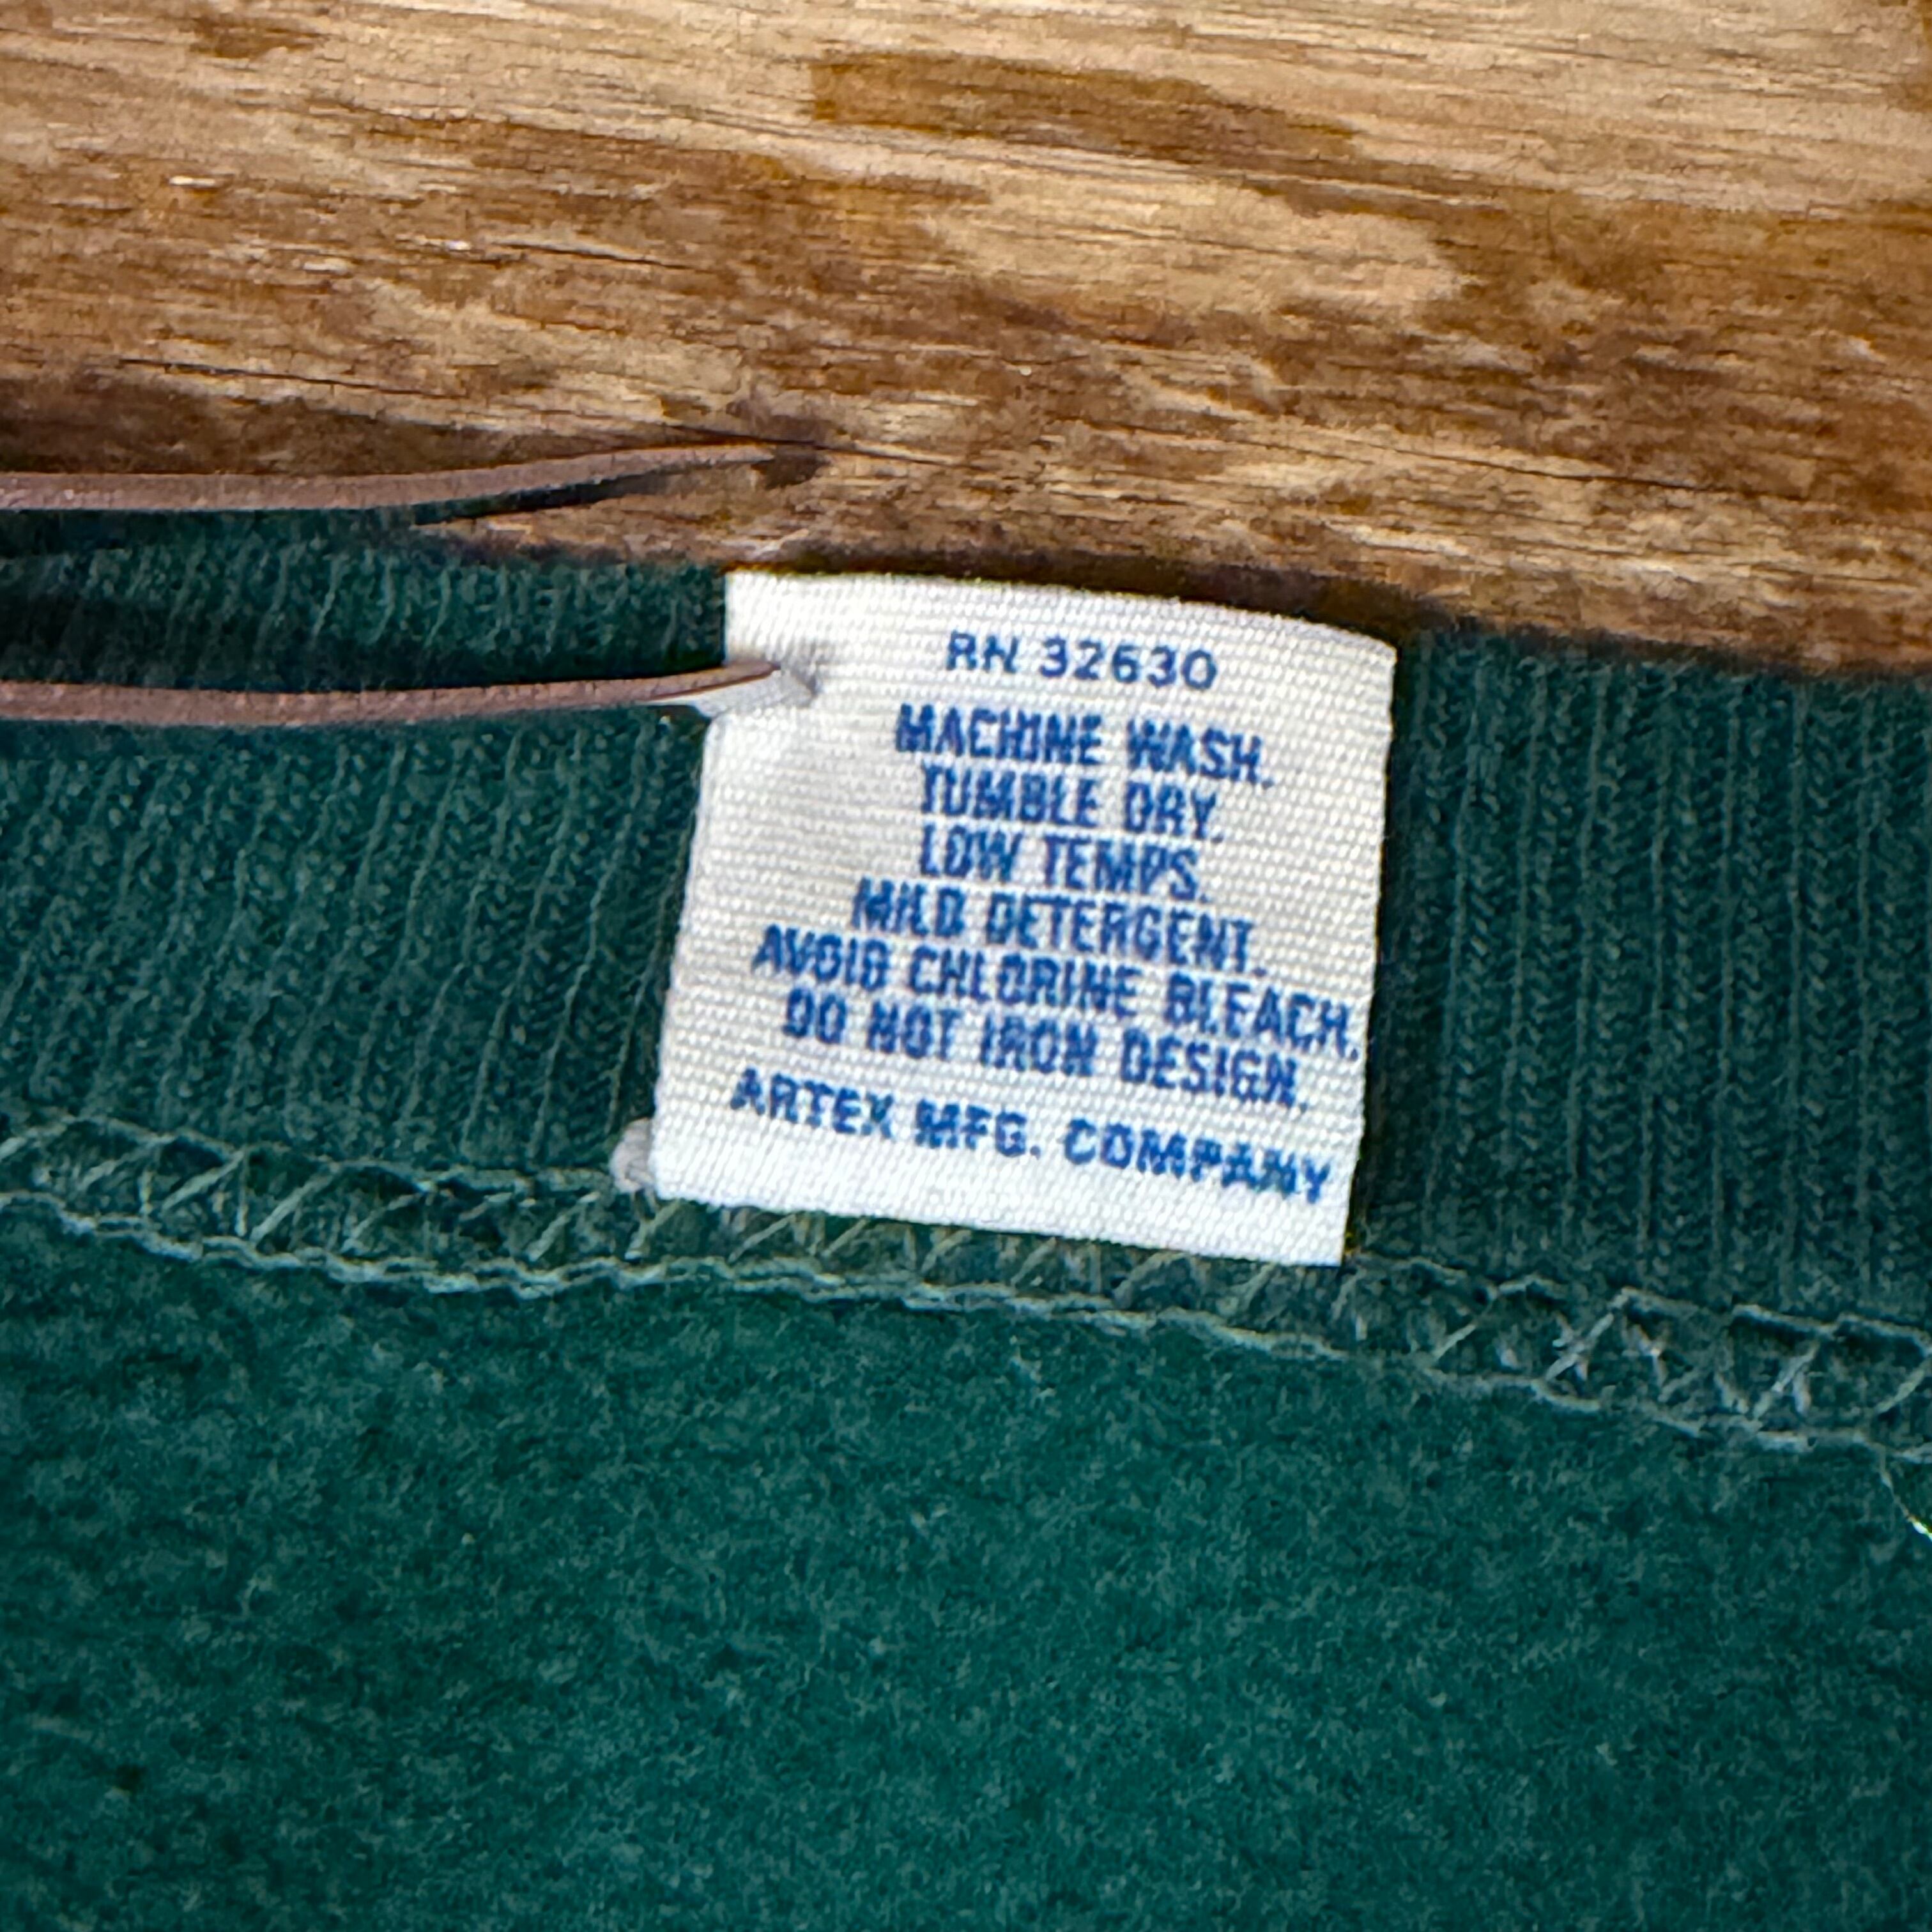 RN 32630
MACHINE WASH.
TUMBLE DRY.
LOW TEMPS.
MILD DETERGENT.
AVOID CHLORINE BLEACH.
DO NOT IRON DESIGN.
ARTEX MFG. COMPANY